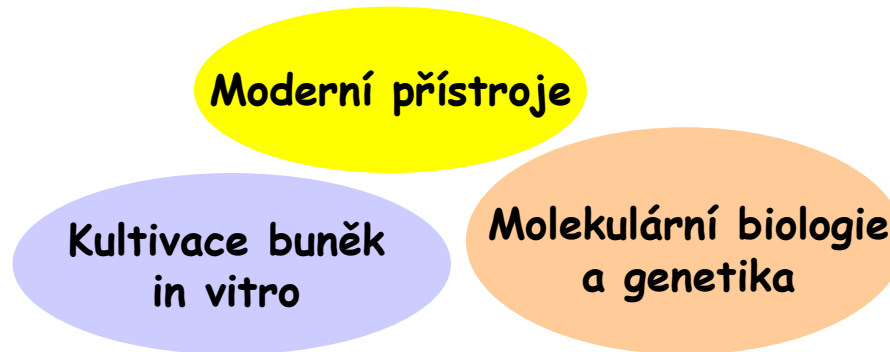 Moderní přístroje
Kultivace buněk
in vitro
Molekulární biologie
a genetika